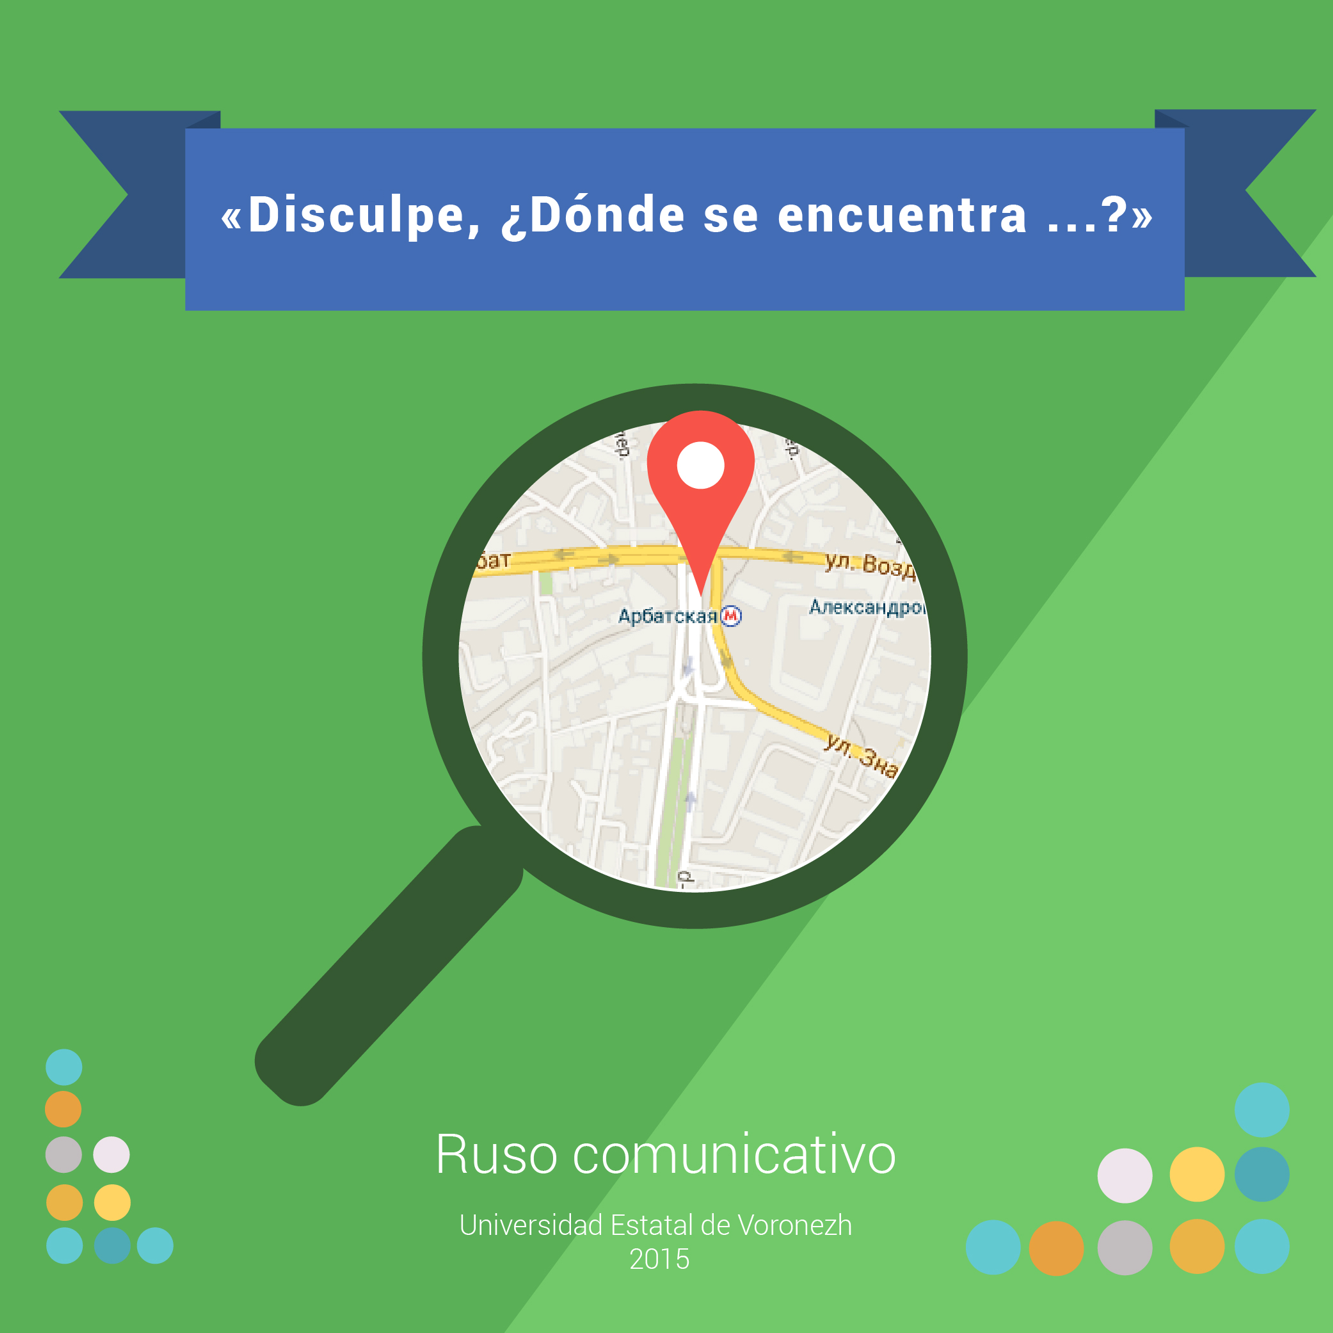 «Disculpe, ¿Dónde se encuentra ...?»
пер.
ер.
бат
ул. Возд
Арбатская М
Александро
ул. Зна
Ruso comunicativo
Universidad Estatal de Voronezh
2015